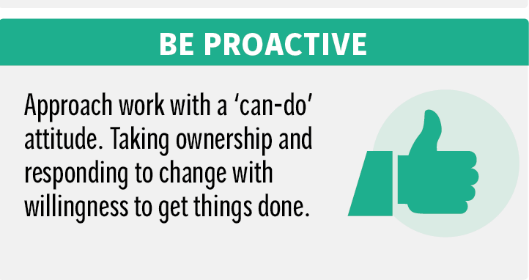 BE PROACTIVE
Approach work with a ‘can-do’
attitude. Taking ownership and
responding to change with
willingness to get things done.